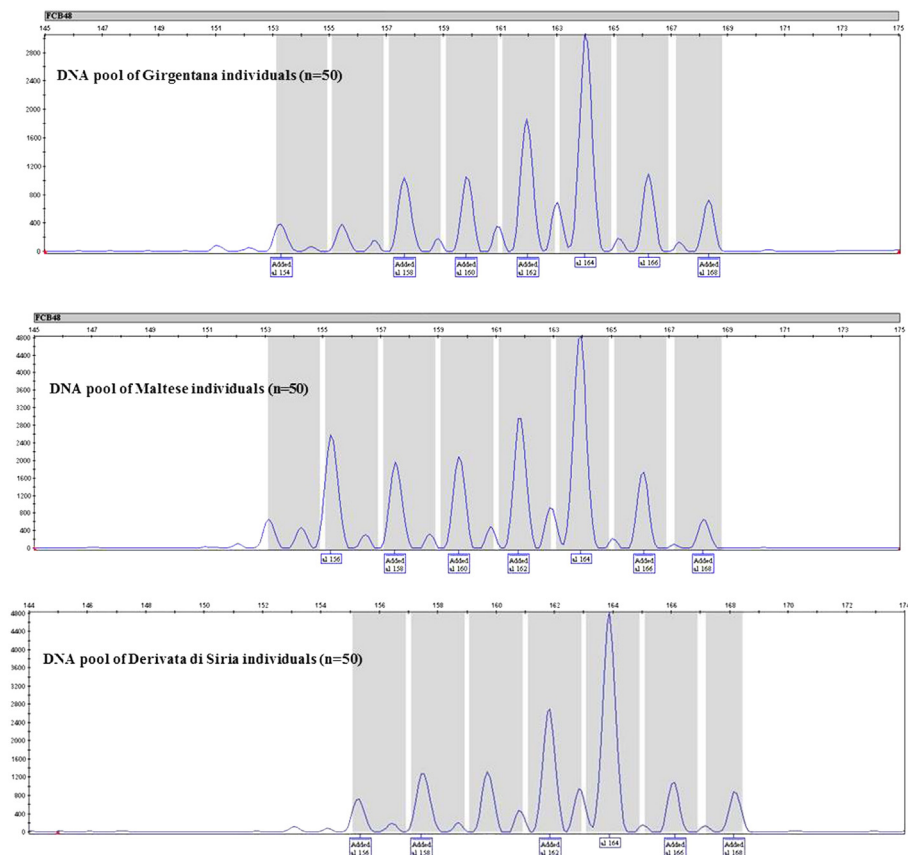 FCB48
145 147 149 151 153 155 157 159 161 163 165 167 169 171 173 175
2800
DNA pool of Girgentana individuals (n=50)
2400
2000
1600
1200
800
400
0
Added Added Added Added al 164 al 166 Added
al 154 al 158 al 160 al 162 al 168
FCB48
145 147 149 151 153 155 157 159 161 163 165 167 169 171 173 175
4800
4400
4000
DNA pool of Maltese individuals (n=50)
3600
3200
2800
2400
2000
1600
1200
800
400
0
al 156 Added Added Added al 164 Added Added
al 158 al 160 al 162 al 166 al 168
144 146 148 150 152 154 156 158 160 162 164 166 168 170 172 174
4800
4400
4000
DNA pool of Derivata di Siria individuals (n=50)
3600
3200
2800
2400
2000
1600
1200
800
400
0
Added Added Added al 164 Added Added
al 156 al 158 al 162 al 166 al 168